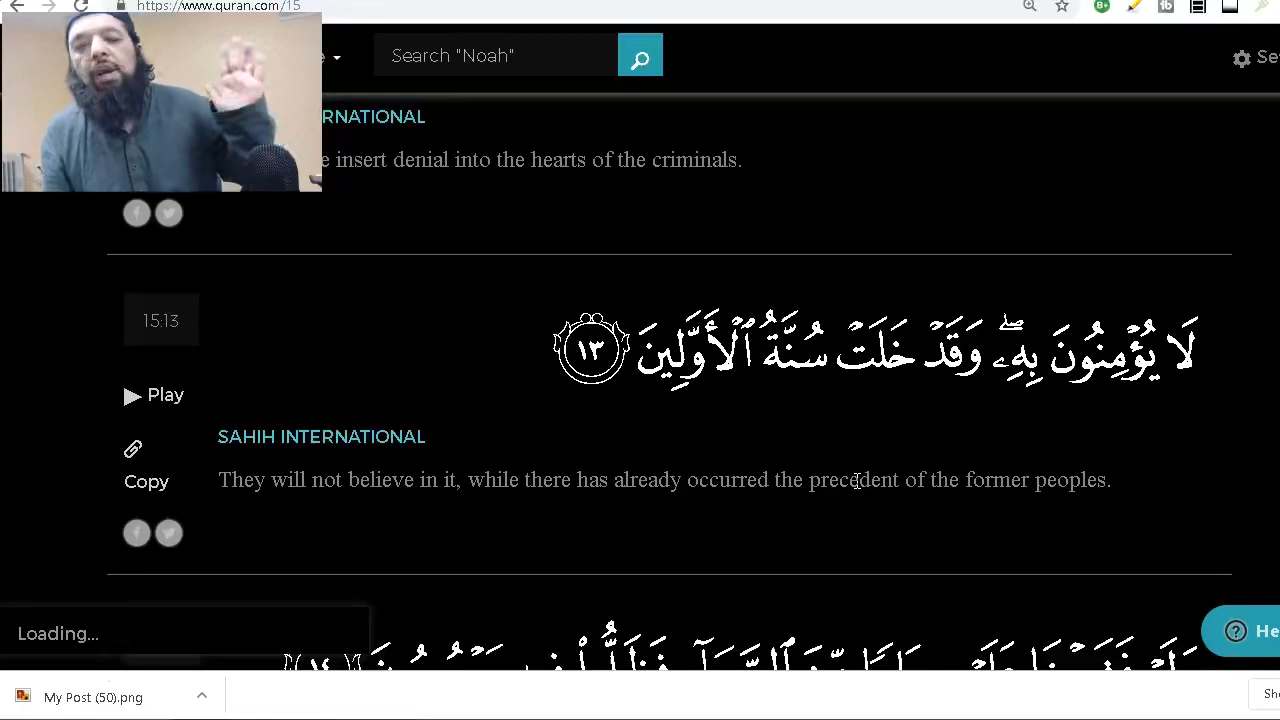 https://www.quran.com/15
Search "Noah"
RNATIONAL
insert denial into the hearts of the criminals.
15:13
لَا يُؤْمِنُونَ بِهِۦ ۖ وَقَدْ خَلَتْ سُنَّةُ ٱلْأَوَّلِينَ ١٣
Play
SAHIH INTERNATIONAL
Copy
They will not believe in it, while there has already occurred the precedent of the former peoples.
Loading...
He
My Post (50).png